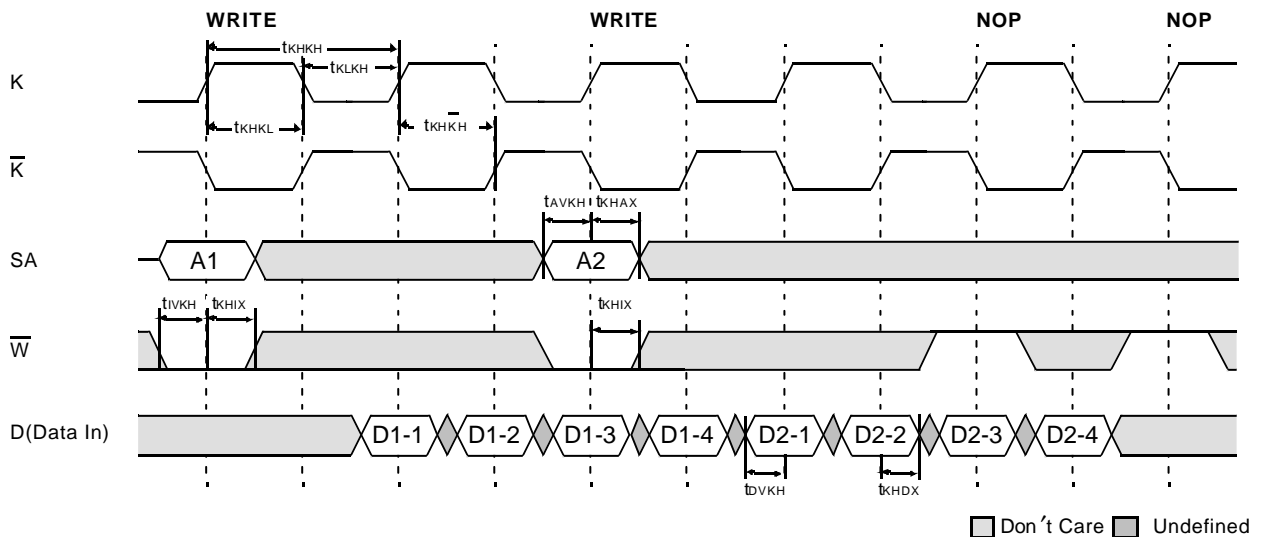 WRITE WRITE NOP NOP
tKHKH
tKLKH
K
tKHKL
tKHK̅H
K̅
tAVKH tKHAX
SA
A1 A2
tIVKH tKHIX tKHIX
W̅
D(Data In)
D1-1 D1-2 D1-3 D1-4 D2-1 D2-2 D2-3 D2-4
tDVKH tKHDX
Don′t Care Undefined